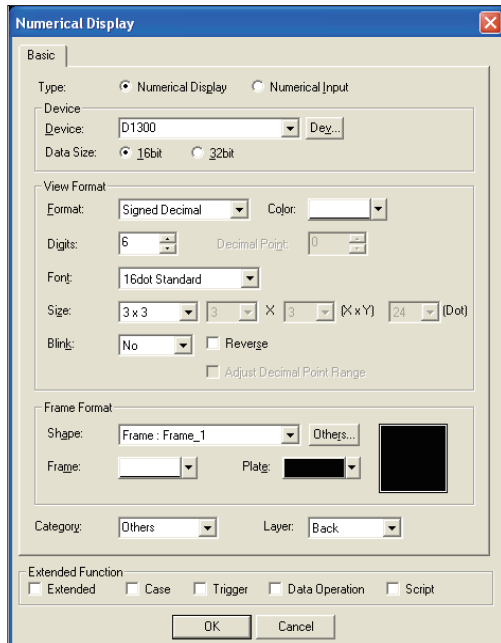 Numerical Display
Basic
Type: Numerical Display Numerical Input
Device
Device: D1300 Dev...
Data Size: 16bit 32bit
View Format
Format: Signed Decimal Color:
Digits: 6 Decimal Point: 0
Font: 16dot Standard
Size: 3 x 3 3 X 3 (X x Y) 24 (Dot)
Blink: No Reverse
Adjust Decimal Point Range
Frame Format
Shape: Frame : Frame_1 Others...
Frame: Plate:
Category: Others Layer: Back
Extended Function
Extended Case Trigger Data Operation Script
OK Cancel